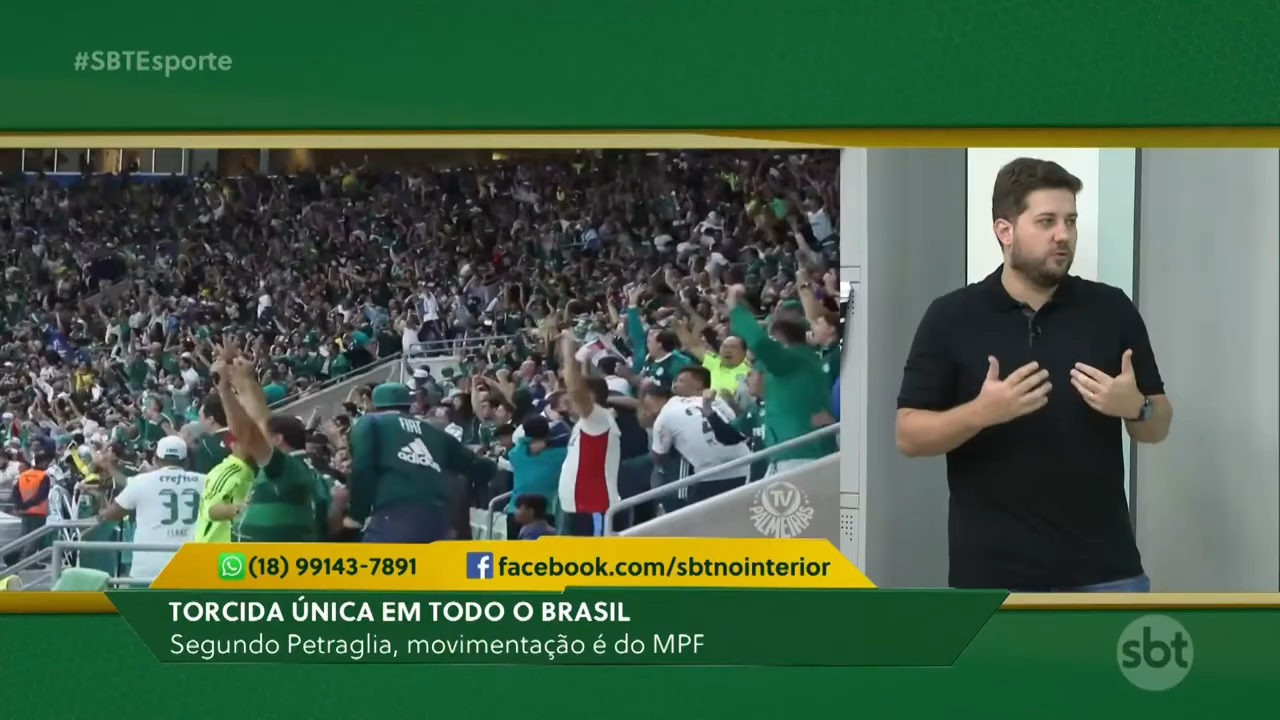 #SBTEsporte
FIAT
adidas
crefisa
33
TV
PALMEIRAS
(18) 99143-7891
facebook.com/sbtnointerior
TORCIDA ÚNICA EM TODO O BRASIL
Segundo Petraglia, movimentação é do MPF
sbt